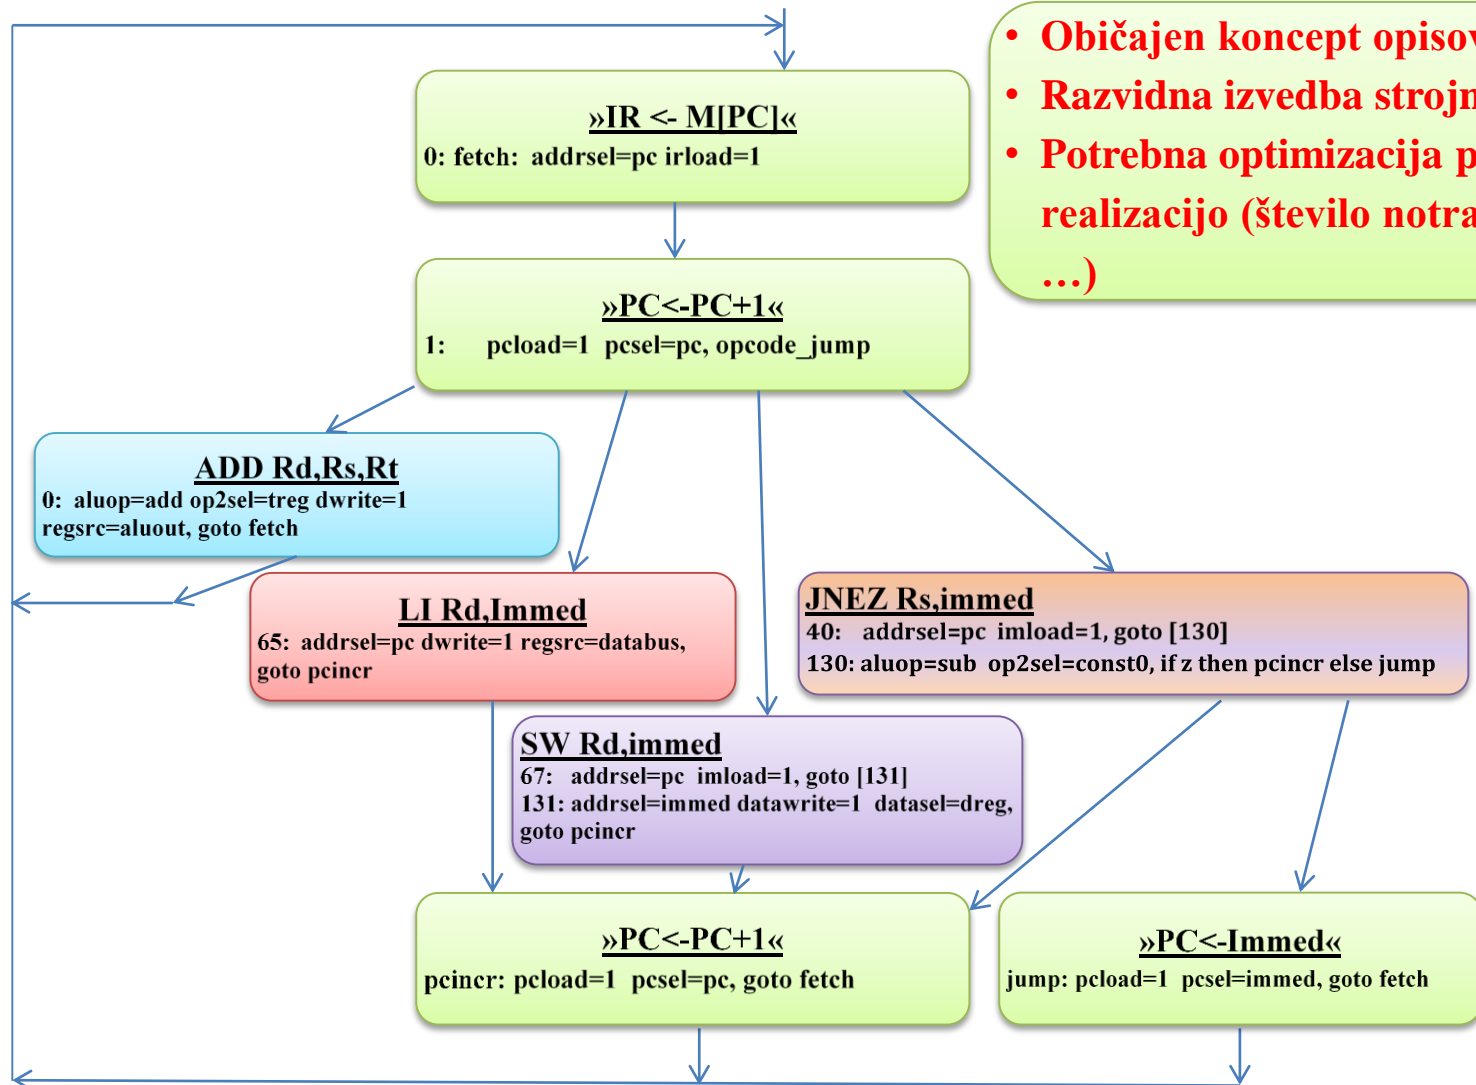 »IR <- M[PC]«
0: fetch: addrsel=pc irload=1
• Običajen koncept
• Razvidna izvedba
• Potrebna optimizacija
realizacijo (število
…)
»PC<-PC+1«
1: pcload=1 pcsel=pc, opcode_jump
ADD Rd,Rs,Rt
0: aluop=add op2sel=treg dwrite=1
regsrc=aluout, goto fetch
LI Rd,Immed
65: addrsel=pc dwrite=1 regsrc=databus,
goto pcincr
JNEZ Rs,immed
40: addrsel=pc imload=1, goto [130]
130: aluop=sub op2sel=const0, if z then pcincr else jump
SW Rd,immed
67: addrsel=pc imload=1, goto [131]
131: addrsel=immed datawrite=1 datasel=dreg,
goto pcincr
»PC<-PC+1«
pcincr: pcload=1 pcsel=pc, goto fetch
»PC<-Immed«
jump: pcload=1 pcsel=immed, goto fetch